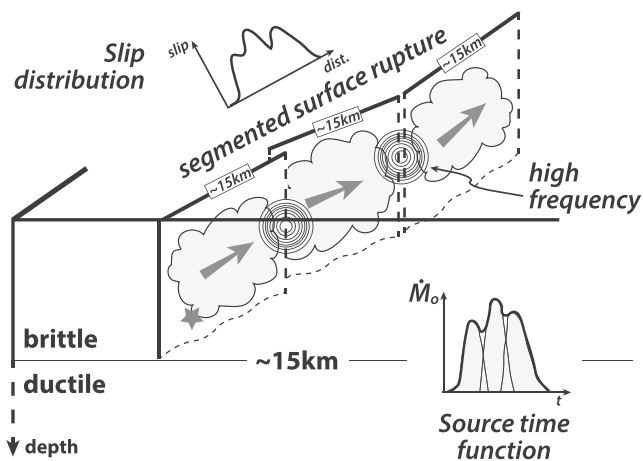 Slip
distribution
slip
dist.
segmented surface rupture
~15km
~15km
~15km
high
frequency
brittle
ductile
depth
~15km
Ṁo
t
Source time
function